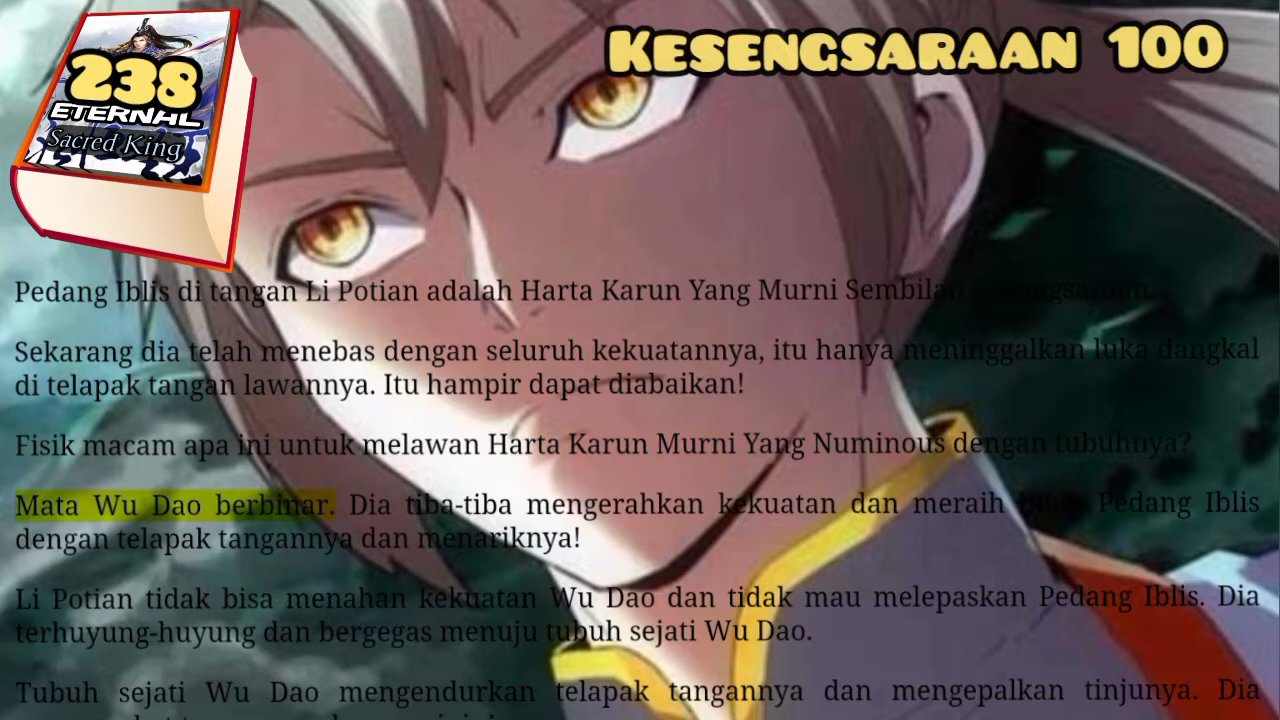 KESENGSARAAN 100
238
ETERNAL
Sacred King
Pedang Iblis di tangan Li Potian adalah Harta Karun Yang Murni Sembilan Kesengsaraan.
Sekarang dia telah menebas dengan seluruh kekuatannya, itu hanya meninggalkan luka dangkal
di telapak tangan lawannya. Itu hampir dapat diabaikan!
Fisik macam apa ini untuk melawan Harta Karun Murni Yang Numinous dengan tubuhnya?
Mata Wu Dao berbinar. Dia tiba-tiba mengerahkan kekuatan dan meraih Pedang Iblis
dengan telapak tangannya dan menariknya!
Li Potian tidak bisa menahan kekuatan Wu Dao dan tidak mau melepaskan Pedang Iblis. Dia
terhuyung-huyung dan bergegas menuju tubuh sejati Wu Dao.
Tubuh sejati Wu Dao mengendurkan telapak tangannya dan mengepalkan tinjunya. Dia